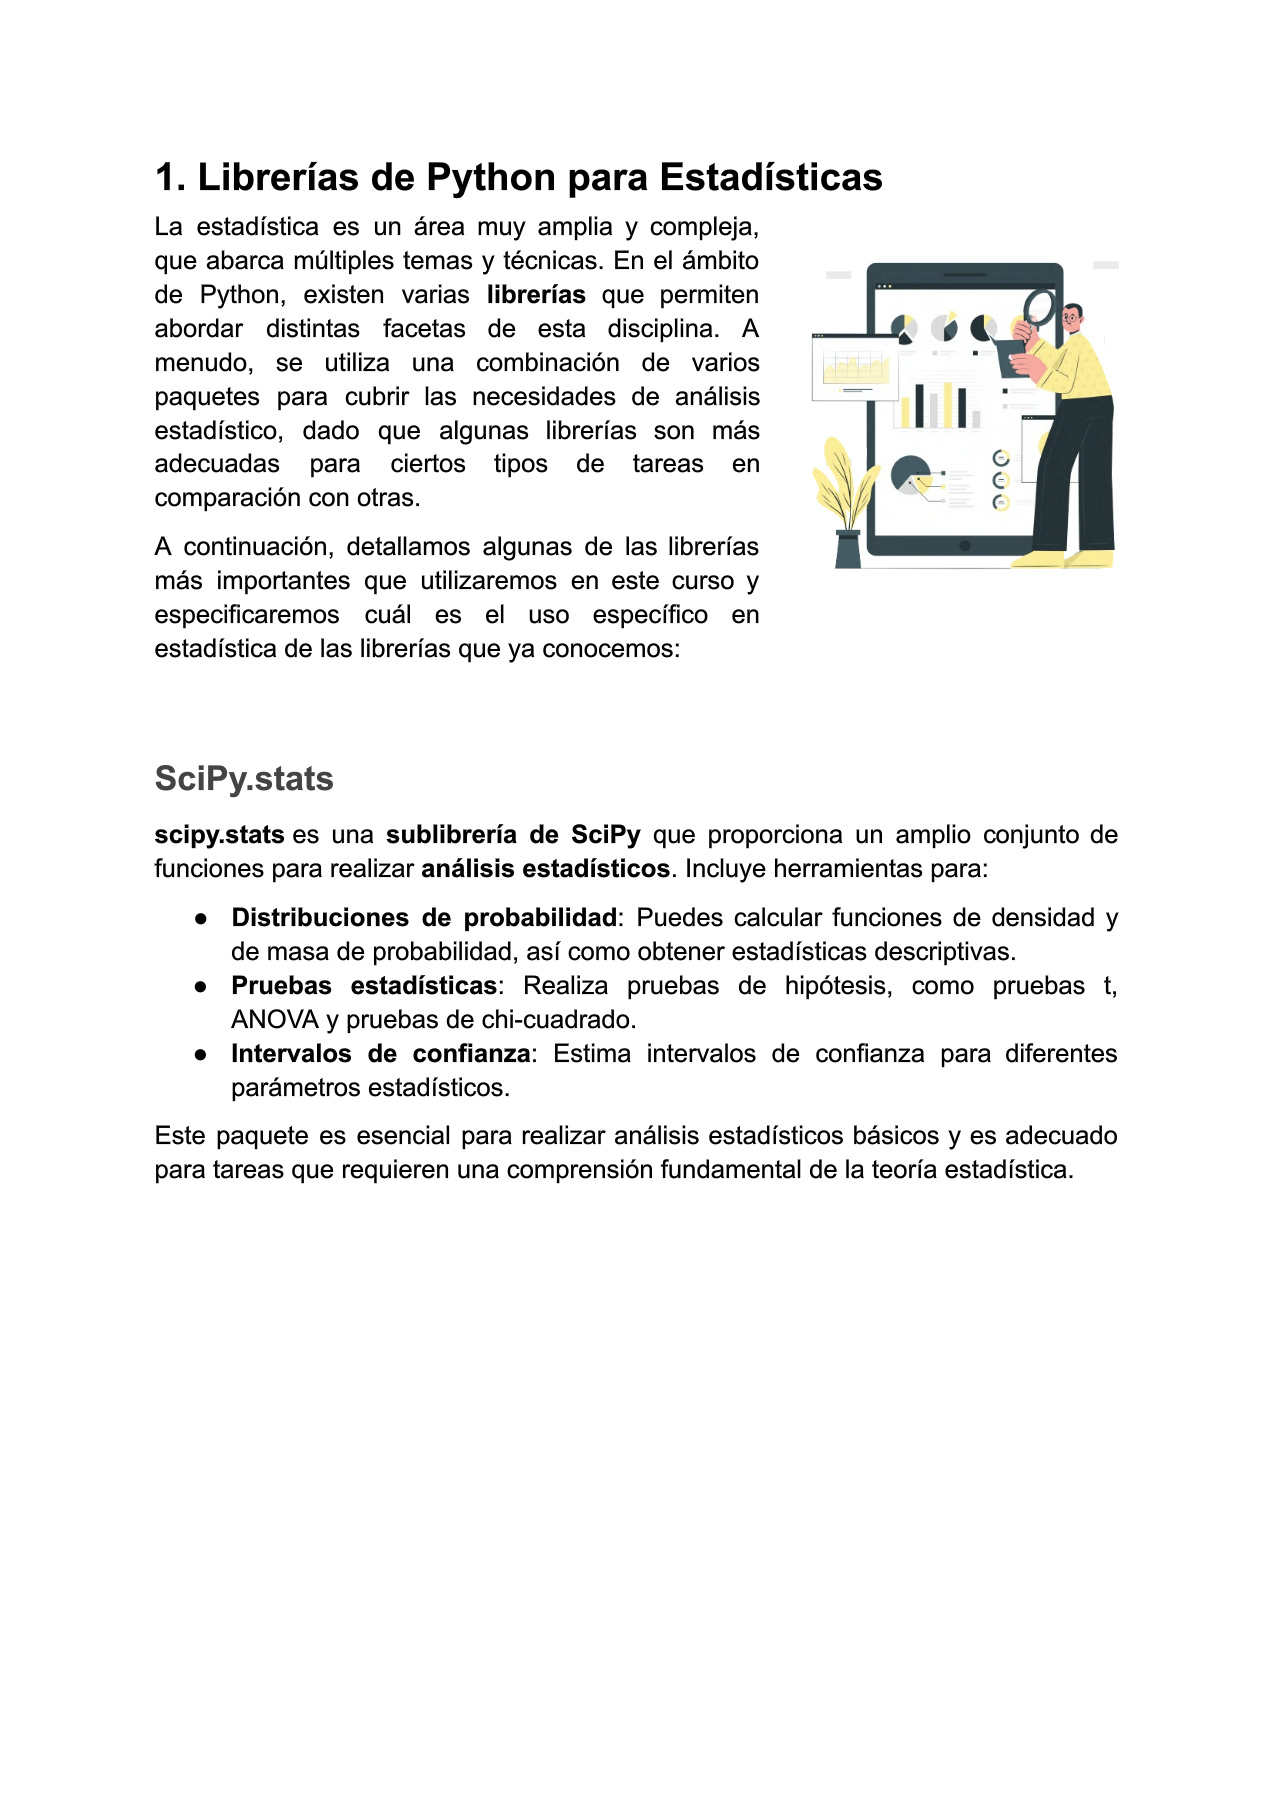 1. Librerías de Python para Estadísticas
La estadística es un área muy amplia y compleja,
que abarca múltiples temas y técnicas. En el ámbito
de Python, existen varias librerías que permiten
abordar distintas facetas de esta disciplina. A
menudo, se utiliza una combinación de varios
paquetes para cubrir las necesidades de análisis
estadístico, dado que algunas librerías son más
adecuadas para ciertos tipos de tareas en
comparación con otras.
A continuación, detallamos algunas de las librerías
más importantes que utilizaremos en este curso y
especificaremos cuál es el uso específico en
estadística de las librerías que ya conocemos:
SciPy.stats
scipy.stats es una sublibrería de SciPy que proporciona un amplio conjunto de
funciones para realizar análisis estadísticos. Incluye herramientas para:
● Distribuciones de probabilidad: Puedes calcular funciones de densidad y
de masa de probabilidad, así como obtener estadísticas descriptivas.
● Pruebas estadísticas: Realiza pruebas de hipótesis, como pruebas t,
ANOVA y pruebas de chi-cuadrado.
● Intervalos de confianza: Estima intervalos de confianza para diferentes
parámetros estadísticos.
Este paquete es esencial para realizar análisis estadísticos básicos y es adecuado
para tareas que requieren una comprensión fundamental de la teoría estadística.